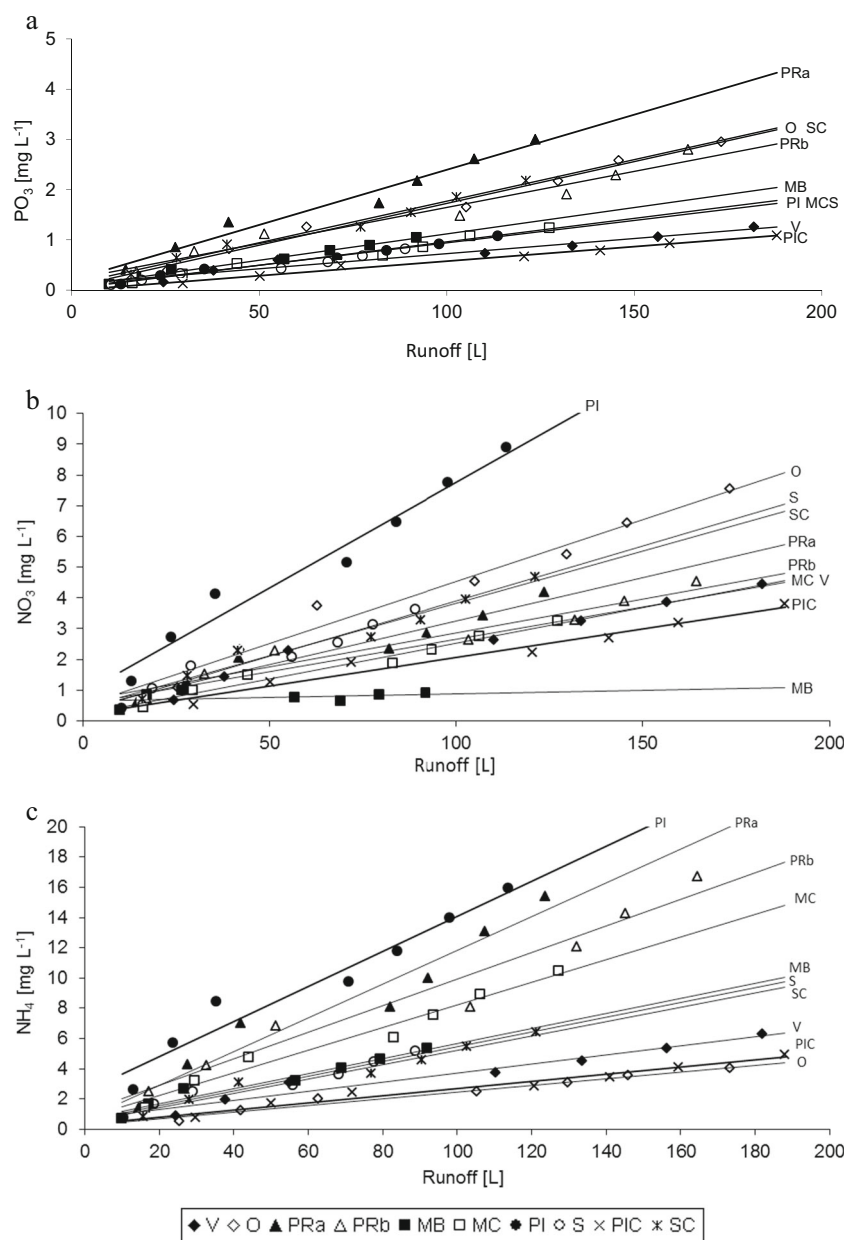 a
5
4
3
2
1
0
PO3 [mg L-1]
PRa
O SC
PRb
MB
PI MCS
V
PIC
0 50 100 150 200
Runoff [L]
b
10
9
8
7
6
5
4
3
2
1
0
NO3 [mg L-1]
PI
O
S
SC
PRa
PRb
MC V
PIC
MB
0 50 100 150 200
Runoff [L]
c
20
18
16
14
12
10
8
6
4
2
0
NH4 [mg L-1]
PI
PRa
PRb
MC
MB
S
SC
V
PIC
O
0 20 40 60 80 100 120 140 160 180 200
Runoff [L]
V O PRa PRb MB MC PI S PIC SC